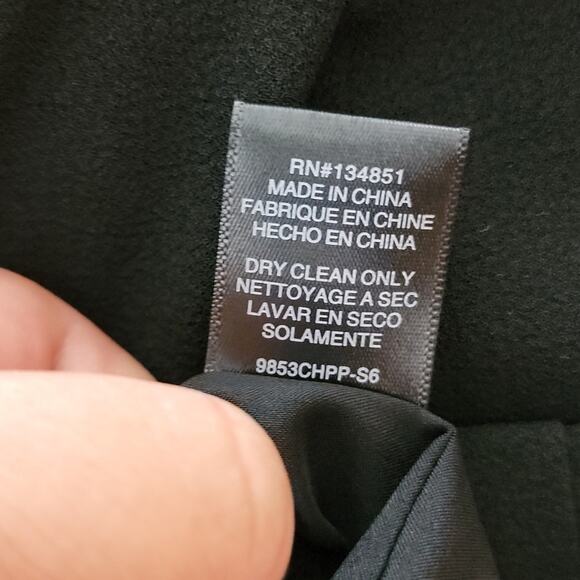 RN#134851
MADE IN CHINA
FABRIQUE EN CHINE
HECHO EN CHINA
DRY CLEAN ONLY
NETTOYAGE A SEC
LAVAR EN SECO
SOLAMENTE
9853CHPP-S6